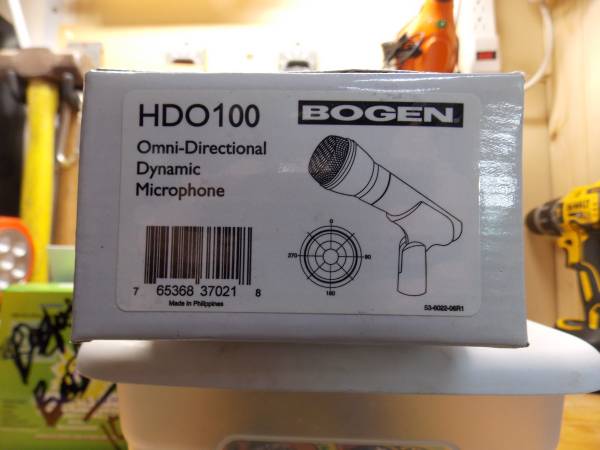 HDO100
BOGEN
Omni-Directional
Dynamic
Microphone
0
270
90
180
7 65368 37021 8
Made in Philippines
53-6022-06R1